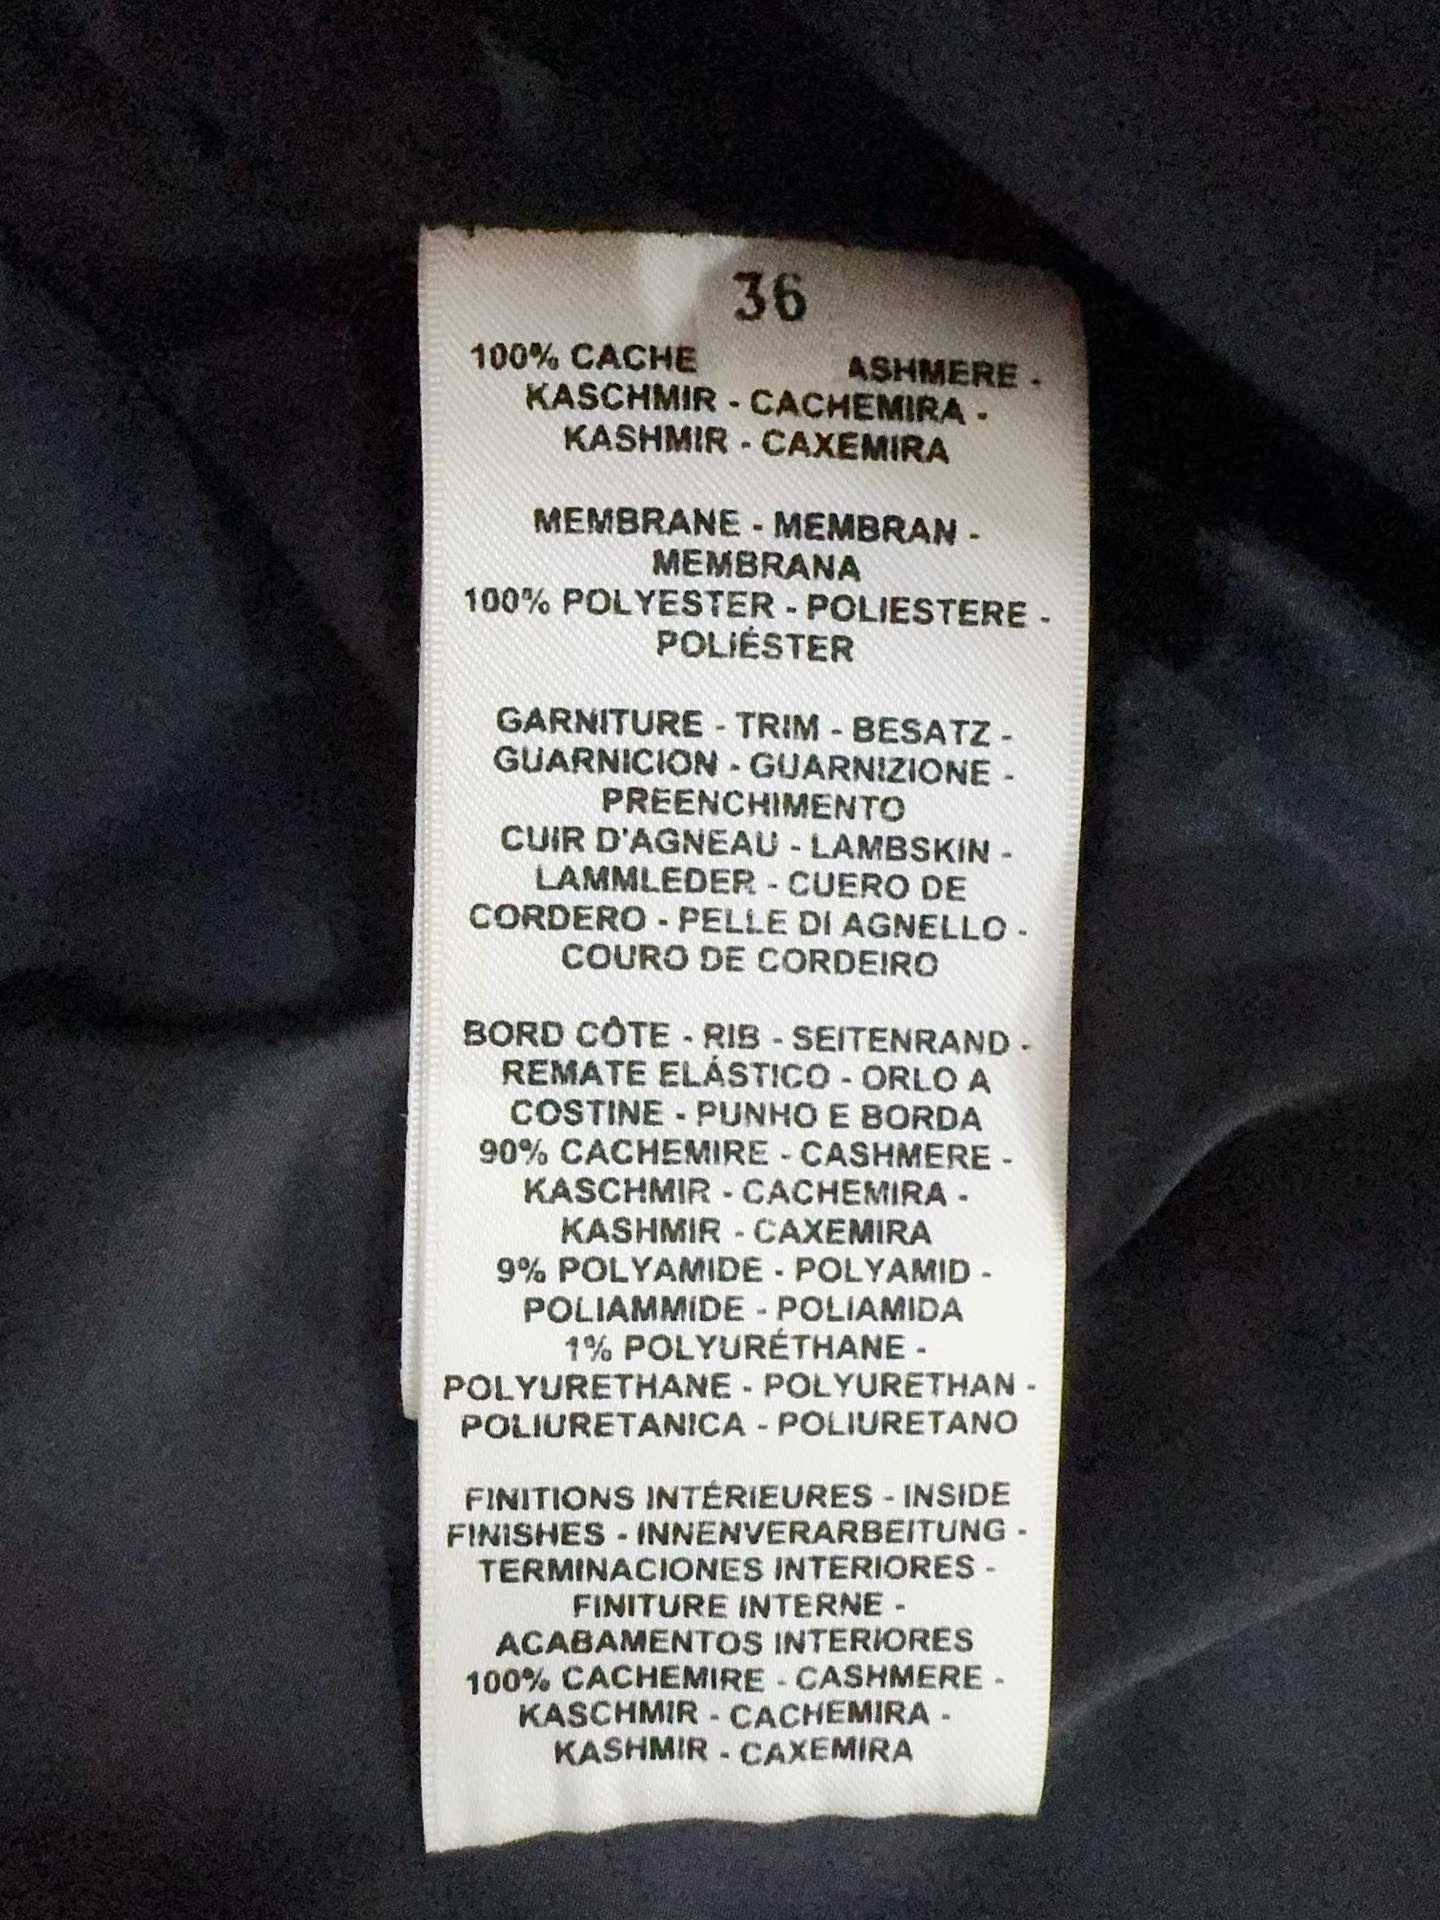 36
100% CACHE ASHMERE -
KASCHMIR - CACHEMIRA -
KASHMIR - CAXEMIRA
MEMBRANE - MEMBRAN -
MEMBRANA
100% POLYESTER - POLIESTERE -
POLIÉSTER
GARNITURE - TRIM - BESATZ -
GUARNICION - GUARNIZIONE -
PREENCHIMENTO
CUIR D'AGNEAU - LAMBSKIN -
LAMMLEDER - CUERO DE
CORDERO - PELLE DI AGNELLO -
COURO DE CORDEIRO
BORD CÔTE - RIB - SEITENRAND -
REMATE ELÁSTICO - ORLO A
COSTINE - PUNHO E BORDA
90% CACHEMIRE - CASHMERE -
KASCHMIR - CACHEMIRA -
KASHMIR - CAXEMIRA
9% POLYAMIDE - POLYAMID -
POLIAMMIDE - POLIAMIDA
1% POLYURÉTHANE -
POLYURETHANE - POLYURETHAN -
POLIURETANICA - POLIURETANO
FINITIONS INTÉRIEURES - INSIDE
FINISHES - INNENVERARBEITUNG -
TERMINACIONES INTERIORES -
FINITURE INTERNE -
ACABAMENTOS INTERIORES
100% CACHEMIRE - CASHMERE -
KASCHMIR - CACHEMIRA -
KASHMIR - CAXEMIRA